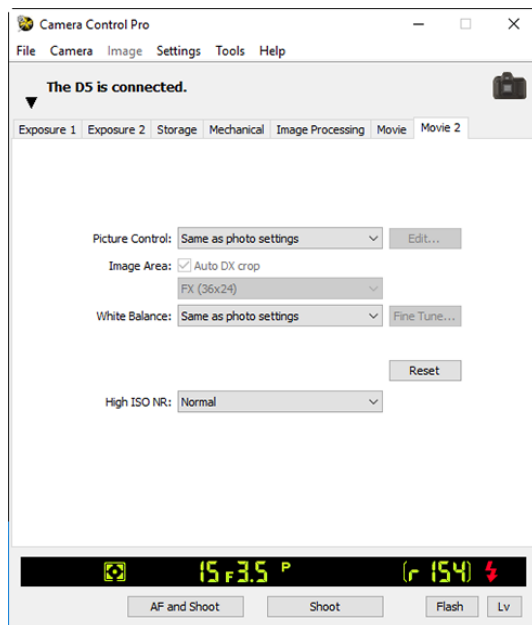 Camera Control Pro
File Camera Image Settings Tools Help
The D5 is connected.
Exposure 1 Exposure 2 Storage Mechanical Image Processing Movie Movie 2
Picture Control: Same as photo settings Edit...
Image Area: Auto DX crop
FX (36x24)
White Balance: Same as photo settings Fine Tune...
Reset
High ISO NR: Normal
15 F3.5 P (r 154)
AF and Shoot Shoot Flash Lv